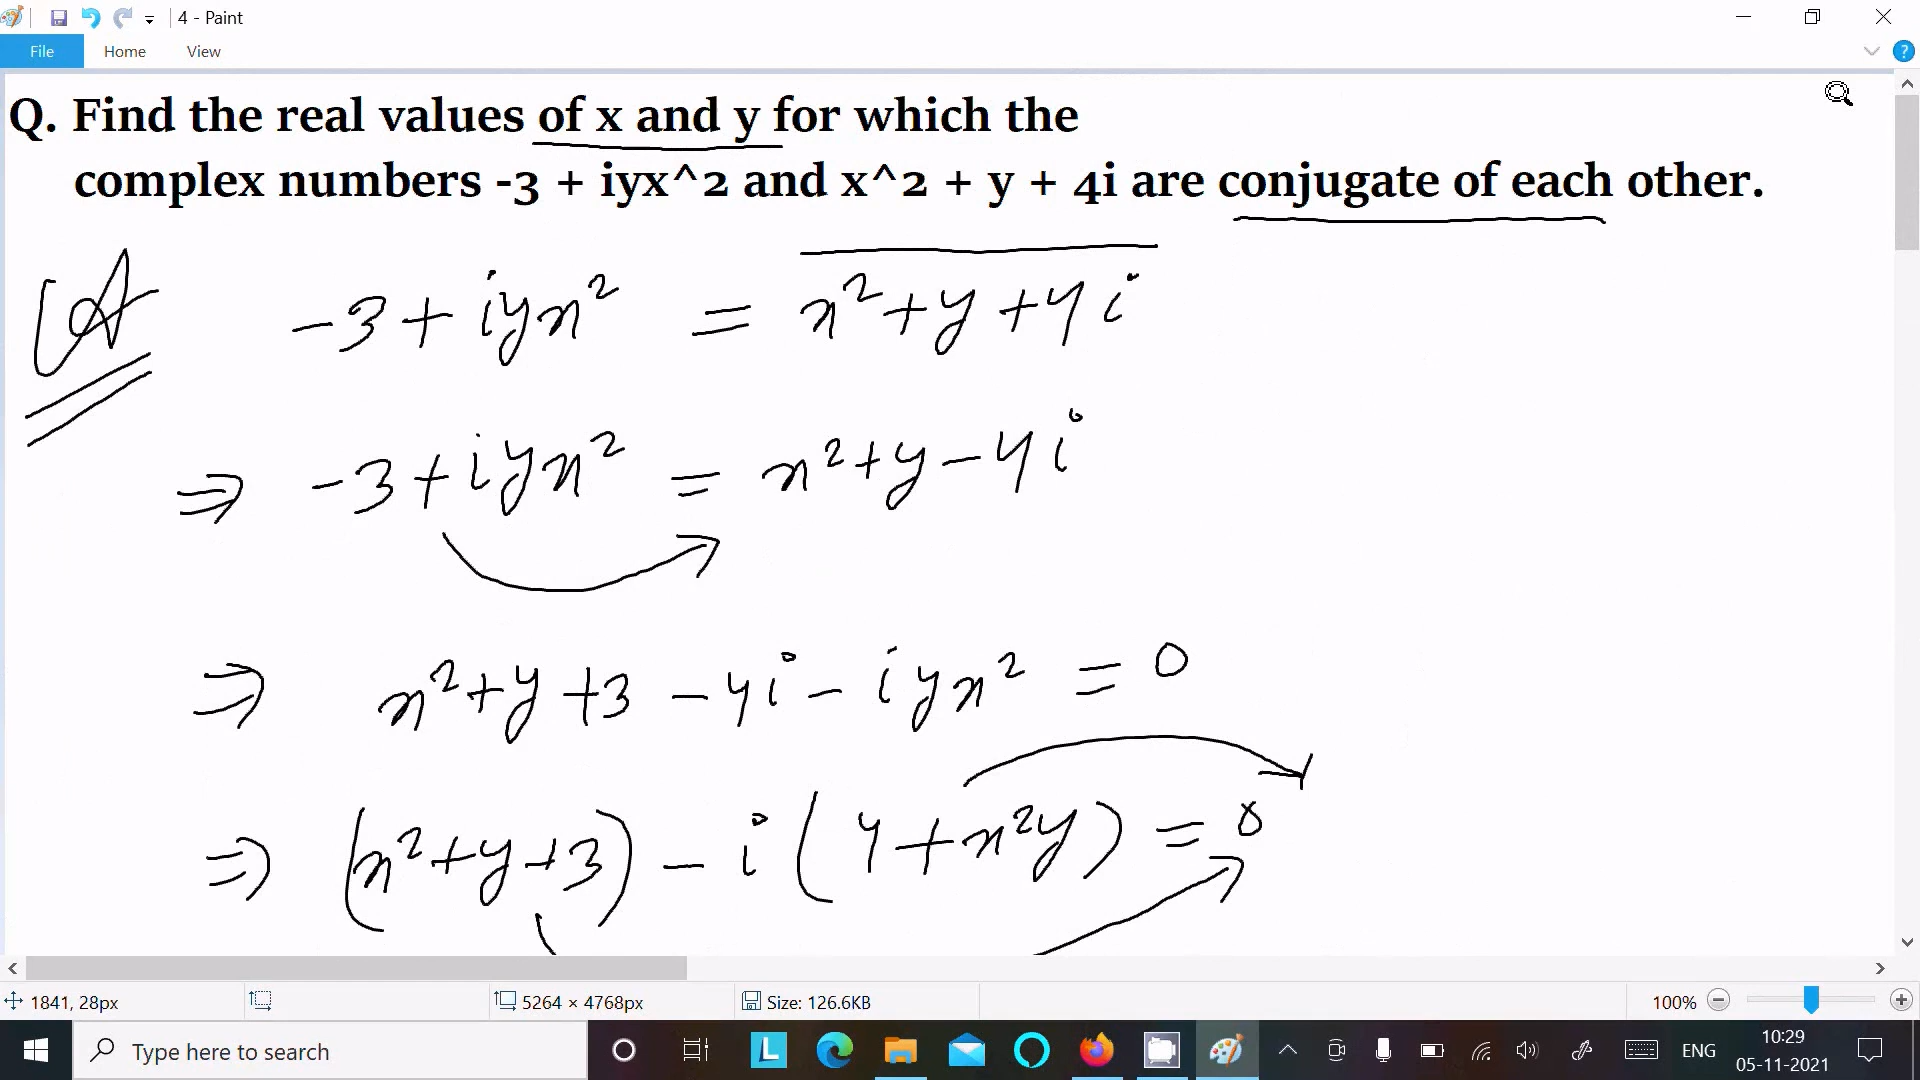 4 - Paint
File Home View
Q. Find the real values of x and y for which the
complex numbers -3 + iyx^2 and x^2 + y + 4i are conjugate of each other.
-3 + iyx² = x² + y + 4i
⇒ -3 + iyx² = x² + y - 4i
⇒ x² + y + 3 - 4i - iyx² = 0
⇒ (x² + y + 3) - i(4 + x²y) = 0
1841, 28px 5264 × 4768px Size: 126.6KB 100%
Type here to search
ENG
10:29
05-11-2021